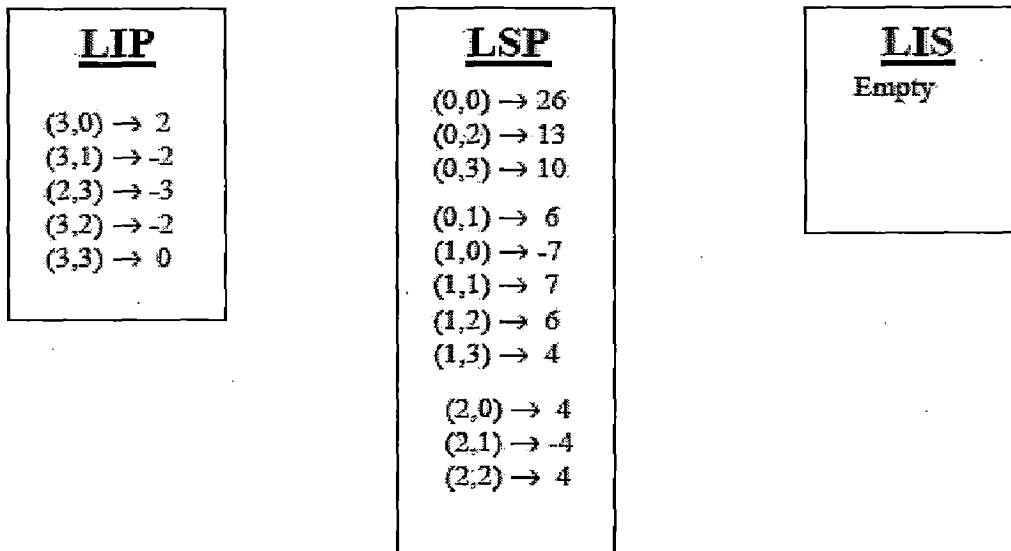 LIP
(3,0) → 2
(3,1) → -2
(2,3) → -3
(3,2) → -2
(3,3) → 0
LSP
(0,0) → 26
(0,2) → 13
(0,3) → 10
(0,1) → 6
(1,0) → -7
(1,1) → 7
(1,2) → 6
(1,3) → 4
(2,0) → 4
(2,1) → -4
(2,2) → 4
LIS
Empty